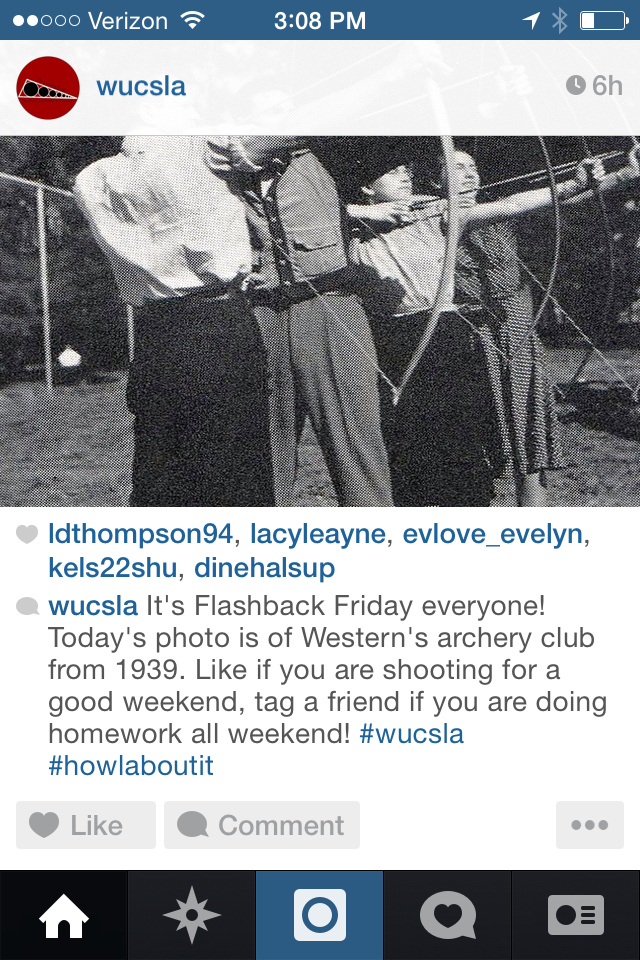 Verizon 3:08 PM
wucsla 6h
ldthompson94, lacyleayne, evlove_evelyn,
kels22shu, dinehalsup
wucsla It's Flashback Friday everyone!
Today's photo is of Western's archery club
from 1939. Like if you are shooting for a
good weekend, tag a friend if you are doing
homework all weekend! #wucsla
#howlaboutit
Like Comment